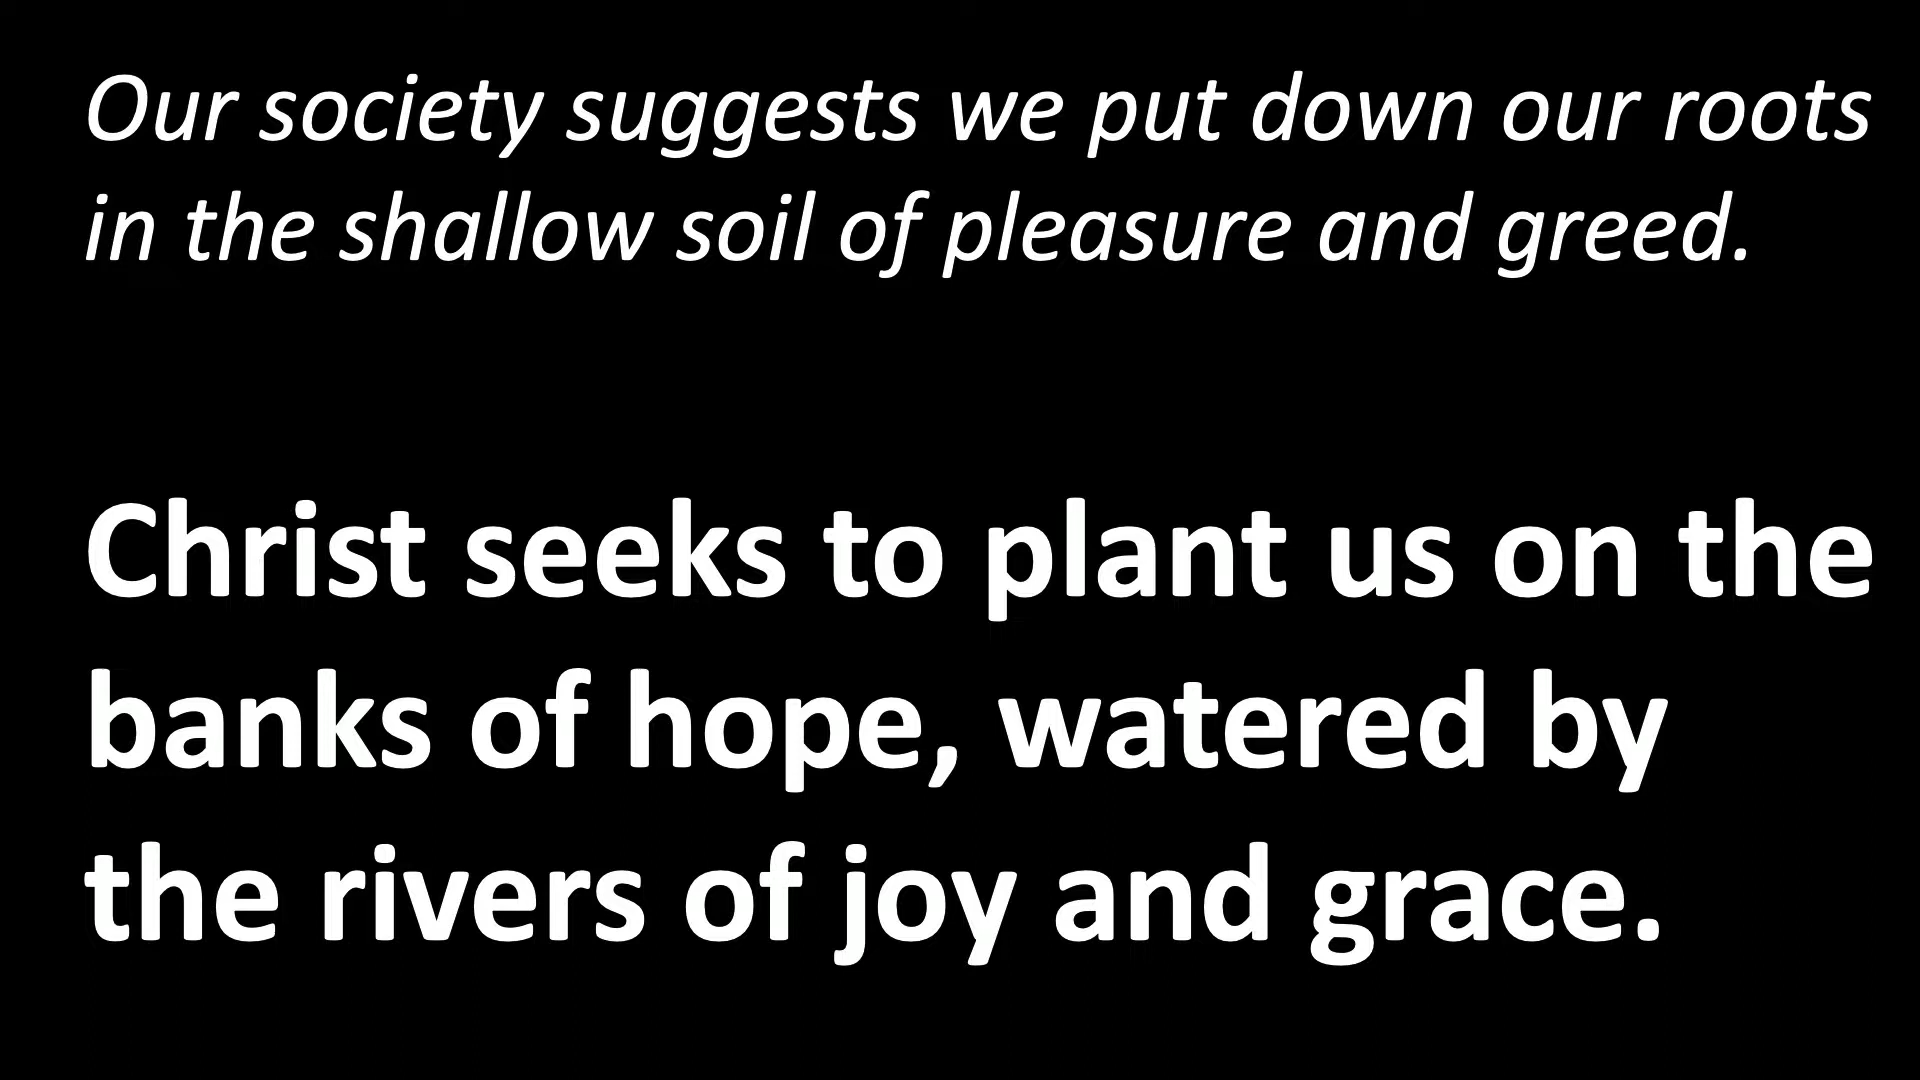 Our society suggests we put down our roots
in the shallow soil of pleasure and greed.
Christ seeks to plant us on the
banks of hope, watered by
the rivers of joy and grace.